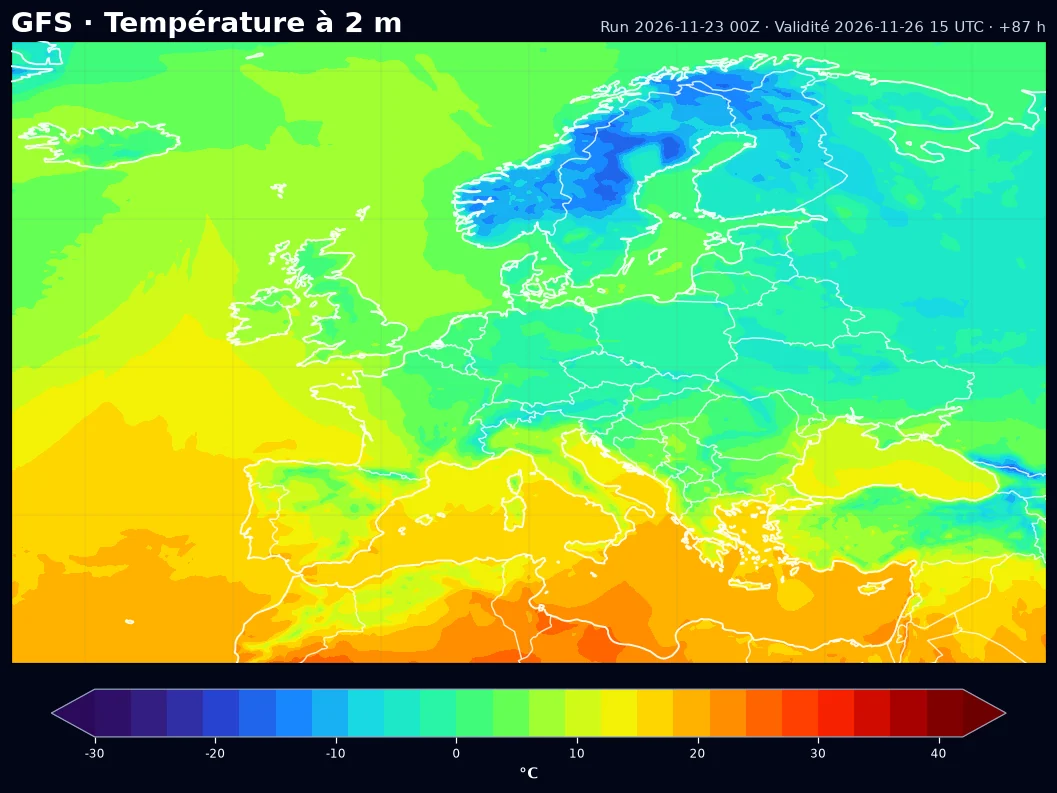 GFS · Température à 2 m
Run 2026-11-23 00Z · Validité 2026-11-26 15 UTC · +87 h
-30 -20 -10 0 10 20 30 40
°C